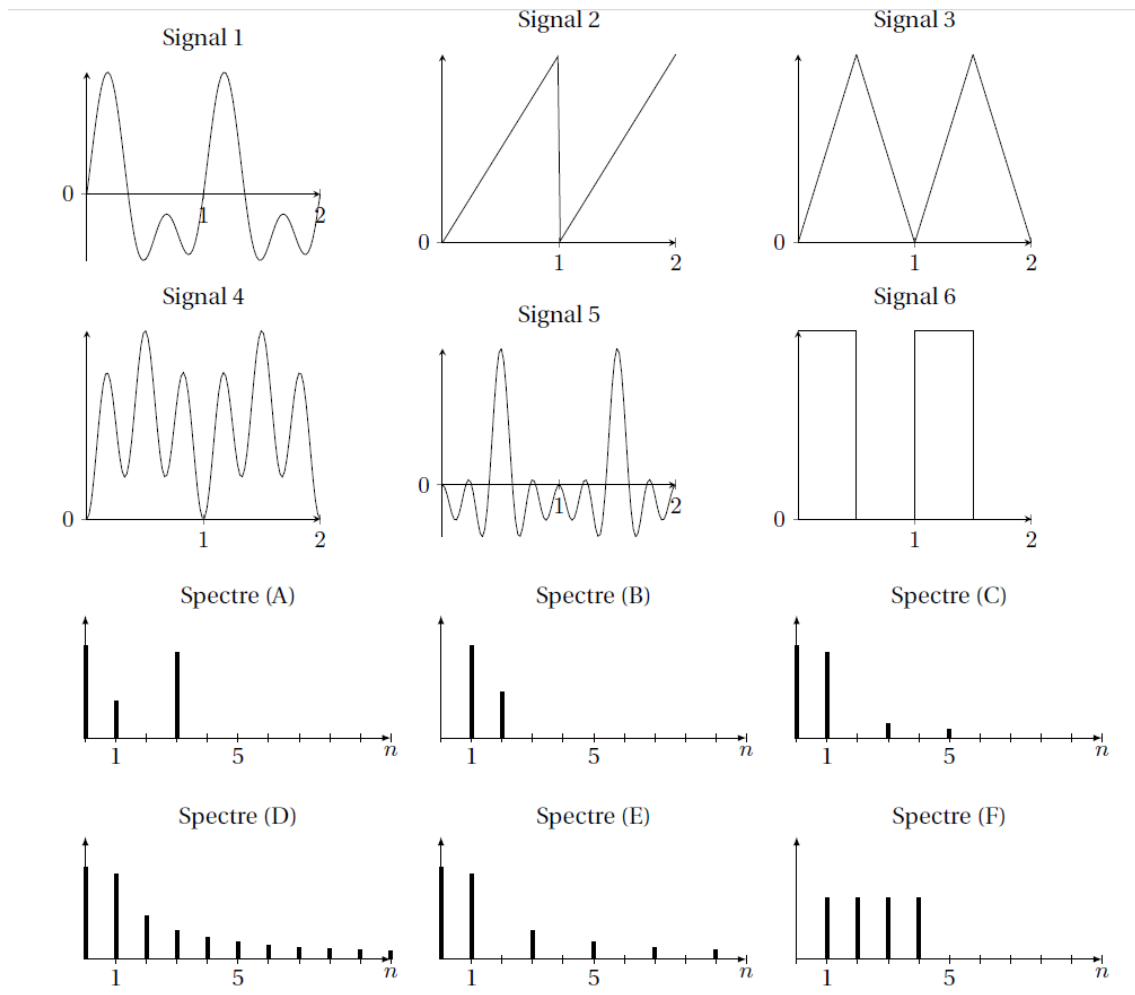 Signal 1
Signal 2
Signal 3
0
1
2
0
1
2
0
1
2
Signal 4
Signal 5
Signal 6
0
1
2
0
1
2
0
1
2
Spectre (A)
Spectre (B)
Spectre (C)
1
5
n
1
5
n
1
5
n
Spectre (D)
Spectre (E)
Spectre (F)
1
5
n
1
5
n
1
5
n